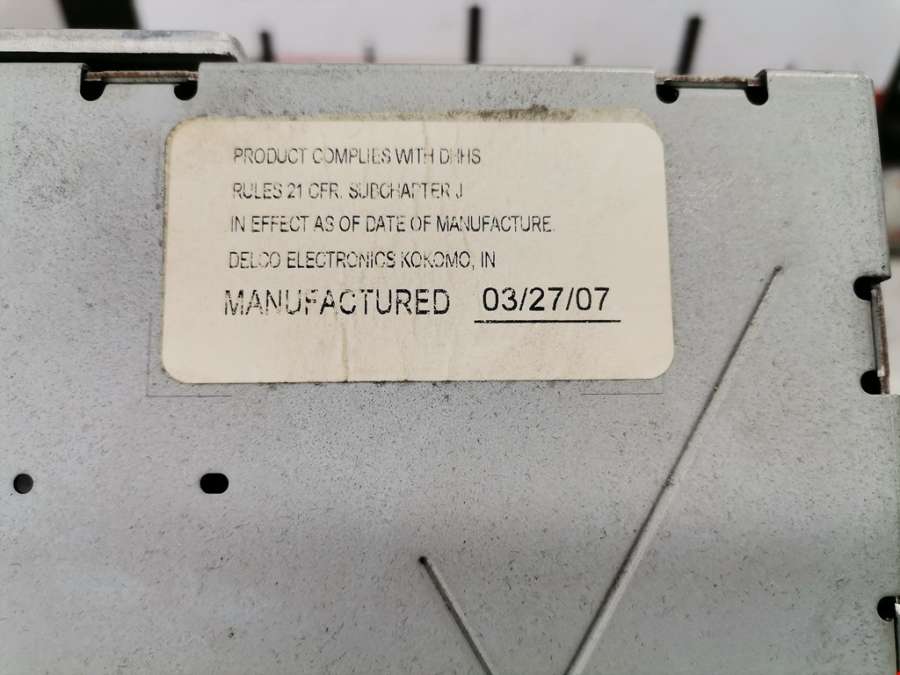 PRODUCT COMPLIES WITH DHHS
RULES 21 CFR. SUBCHAPTER J
IN EFFECT AS OF DATE OF MANUFACTURE.
DELCO ELECTRONICS KOKOMO, IN
MANUFACTURED 03/27/07